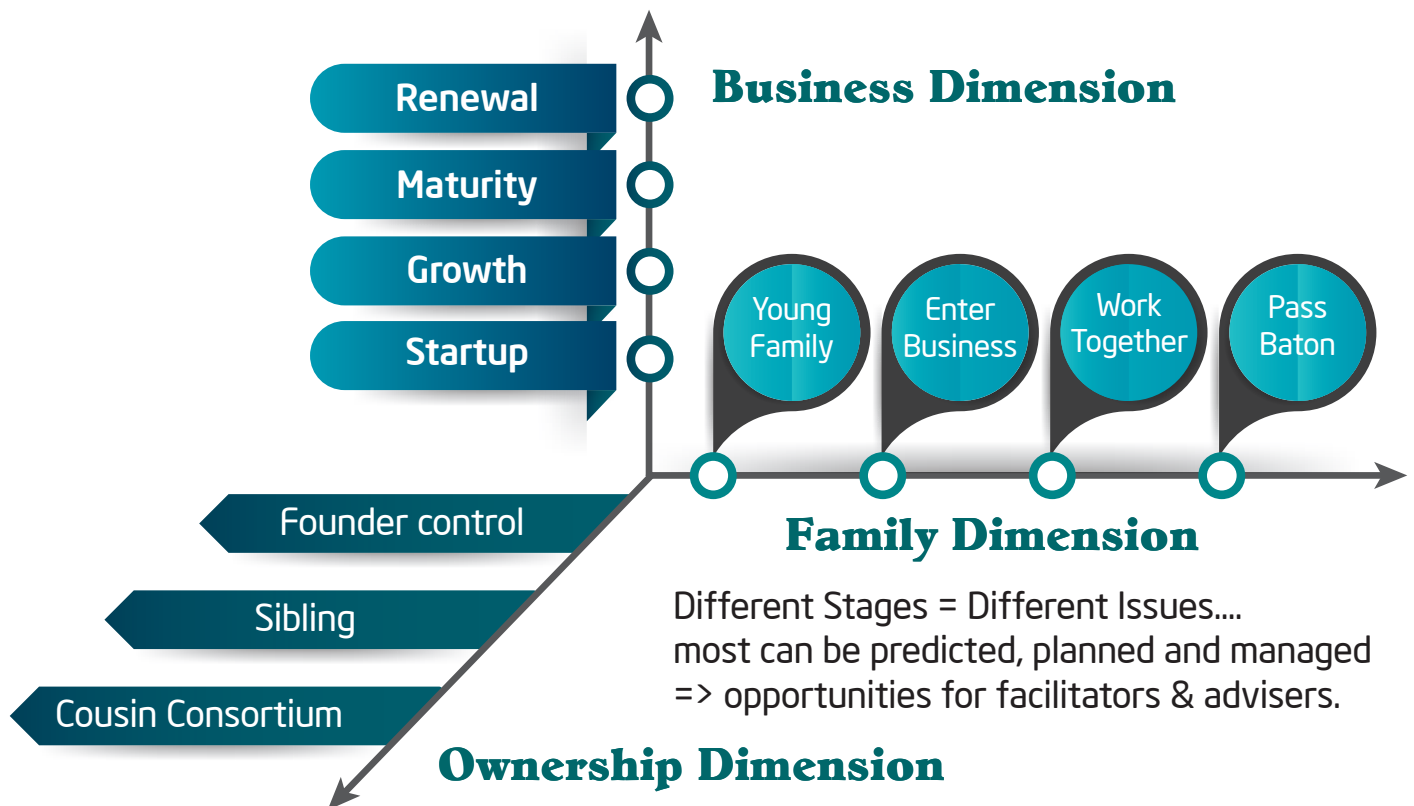 Business Dimension
Renewal
Maturity
Growth
Startup
Young
Family
Enter
Business
Work
Together
Pass
Baton
Family Dimension
Founder control
Sibling
Cousin Consortium
Different Stages = Different Issues....
most can be predicted, planned and managed
=> opportunities for facilitators & advisers.
Ownership Dimension